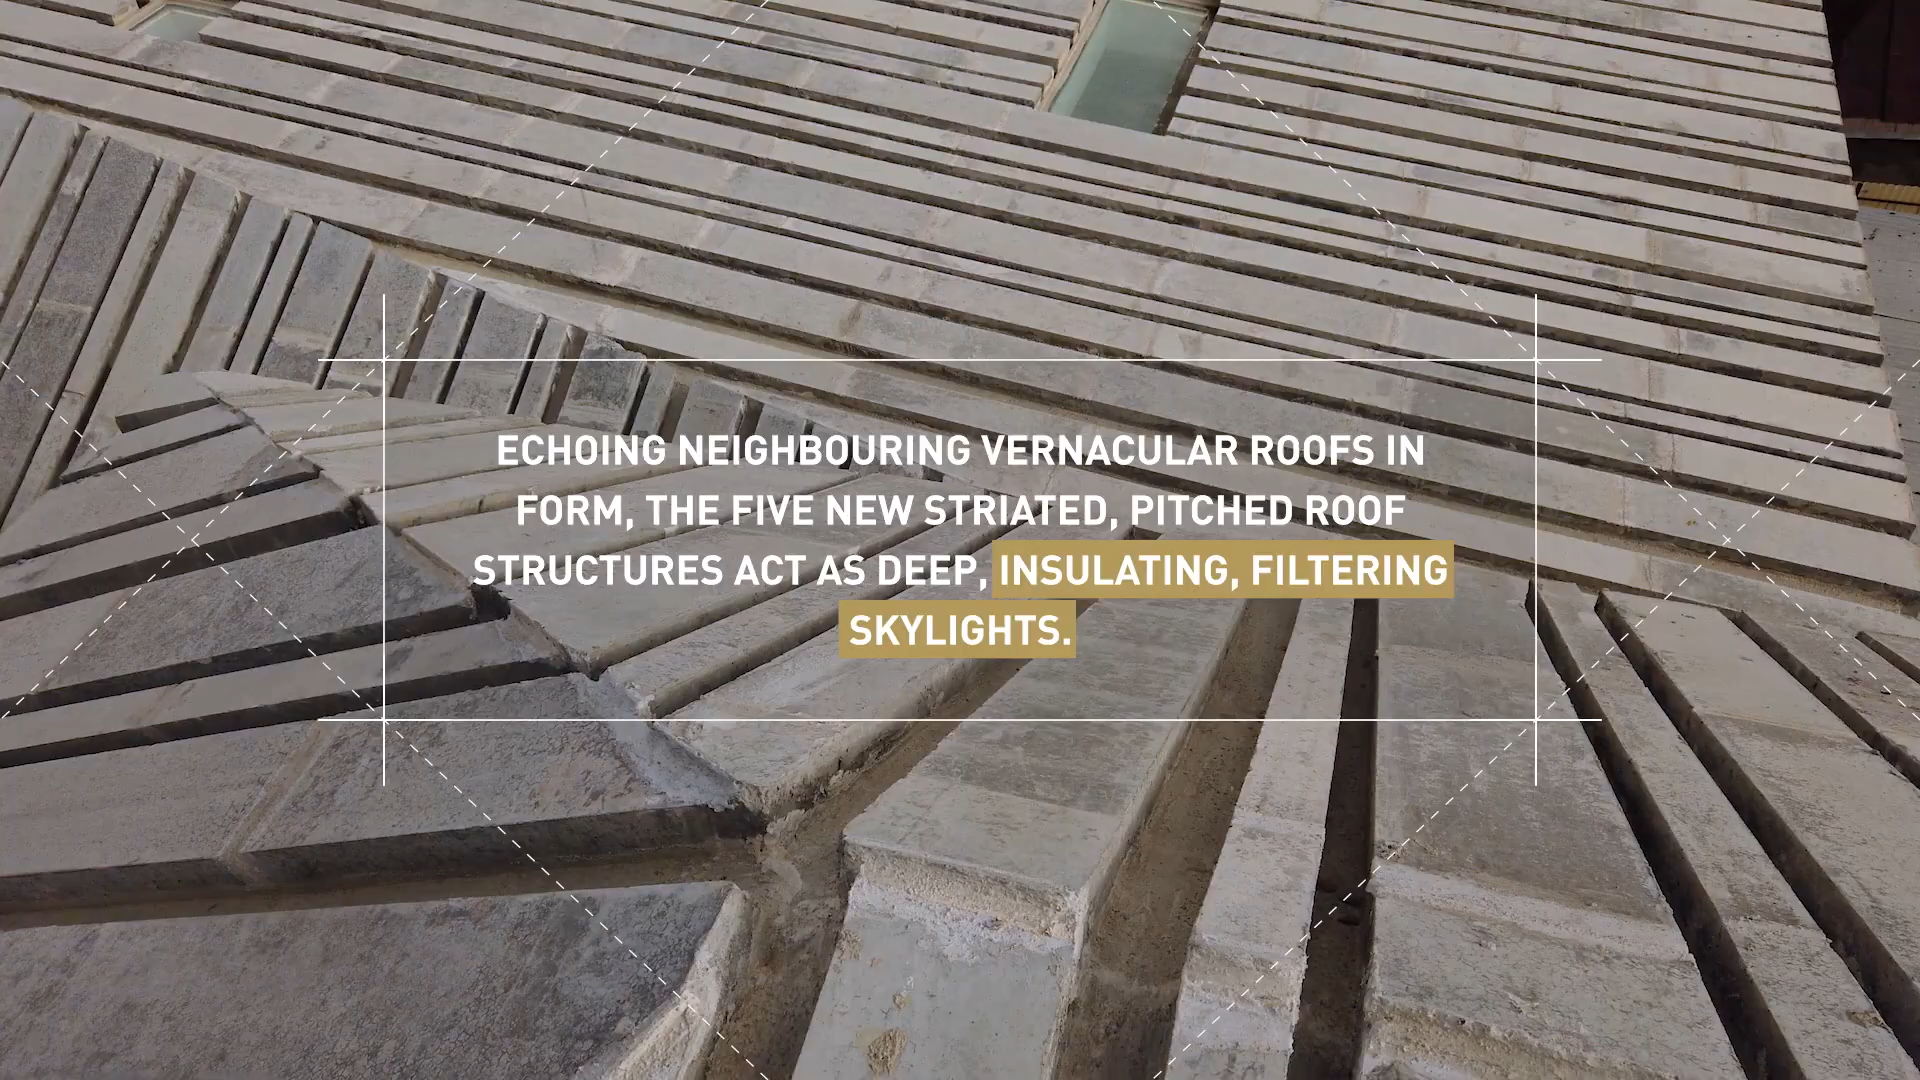 ECHOING NEIGHBOURING VERNACULAR ROOFS IN
FORM, THE FIVE NEW STRIATED, PITCHED ROOF
STRUCTURES ACT AS DEEP, INSULATING, FILTERING
SKYLIGHTS.